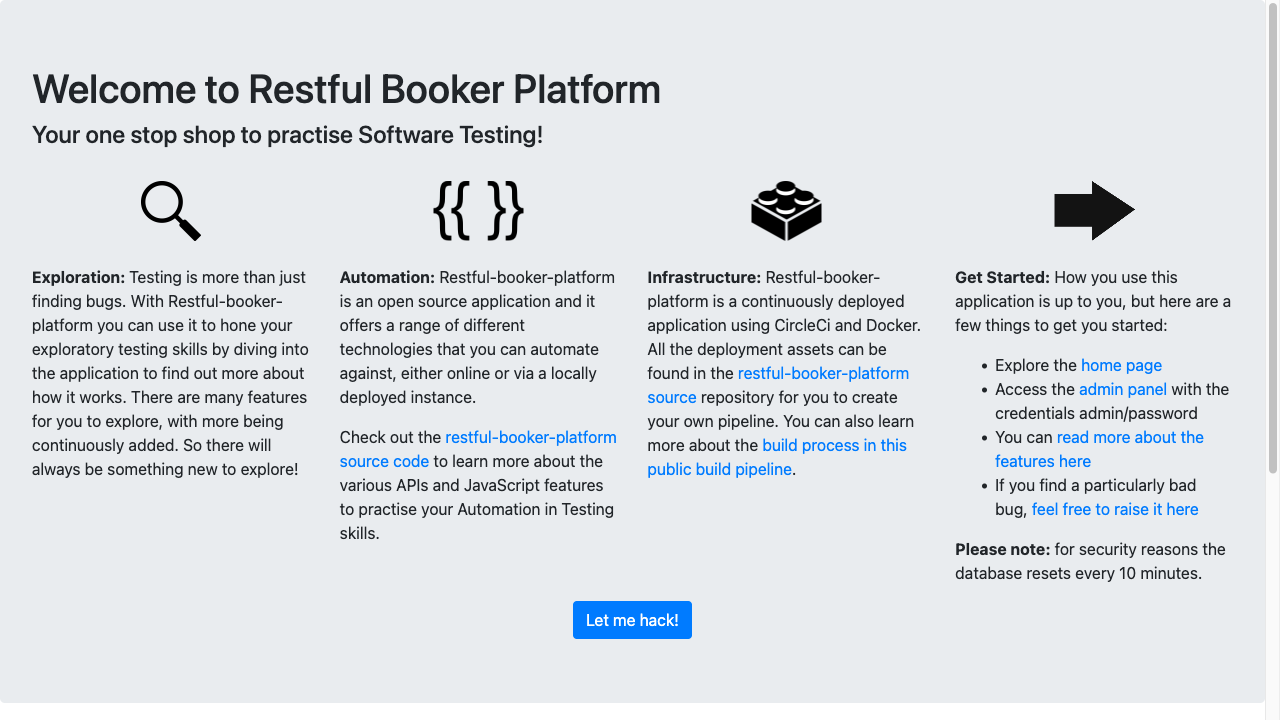 Welcome to Restful Booker Platform
Your one stop shop to practise Software Testing!
{{ }}
Exploration: Testing is more than just
finding bugs. With Restful-booker-
platform you can use it to hone your
exploratory testing skills by diving into
the application to find out more about
how it works. There are many features
for you to explore, with more being
continuously added. So there will
always be something new to explore!
Automation: Restful-booker-platform
is an open source application and it
offers a range of different
technologies that you can automate
against, either online or via a locally
deployed instance.
Check out the restful-booker-platform
source code to learn more about the
various APIs and JavaScript features
to practise your Automation in Testing
skills.
Infrastructure: Restful-booker-
platform is a continuously deployed
application using CircleCi and Docker.
All the deployment assets can be
found in the restful-booker-platform
source repository for you to create
your own pipeline. You can also learn
more about the build process in this
public build pipeline.
Get Started: How you use this
application is up to you, but here are a
few things to get you started:
• Explore the home page
• Access the admin panel with the
credentials admin/password
• You can read more about the
features here
• If you find a particularly bad
bug, feel free to raise it here
Please note: for security reasons the
database resets every 10 minutes.
Let me hack!